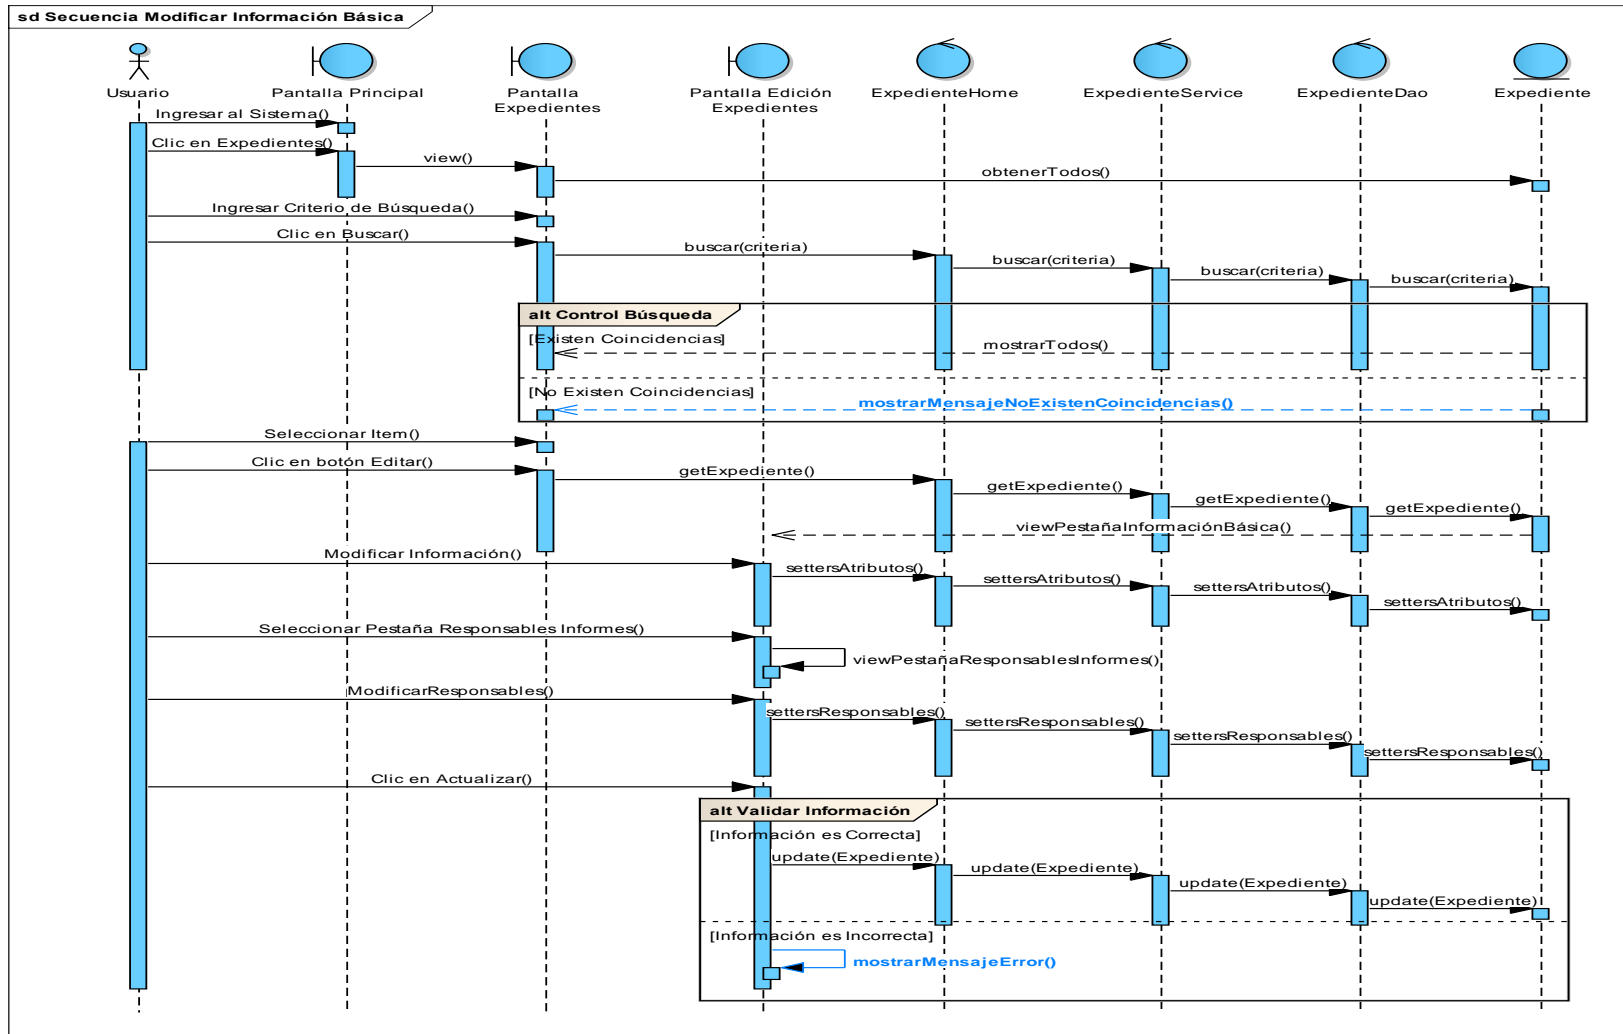 sd Secuencia Modificar Información Básica
Usuario
Pantalla Principal
Pantalla
Expedientes
Pantalla Edición
Expedientes
ExpedienteHome
ExpedienteService
ExpedienteDao
Expediente
Ingresar al Sistema()
Clic en Expedientes()
view()
obtenerTodos()
Ingresar Criterio de Búsqueda()
Clic en Buscar()
buscar(criteria)
buscar(criteria)
buscar(criteria)
buscar(criteria)
alt Control Búsqueda
[Existen Coincidencias]
mostrarTodos()
[No Existen Coincidencias]
mostrarMensajeNoExistenCoincidencias()
Seleccionar Item()
Clic en botón Editar()
getExpediente()
getExpediente()
getExpediente()
getExpediente()
viewPestañaInformaciónBásica()
Modificar Información()
settersAtributos()
settersAtributos()
settersAtributos()
settersAtributos()
Seleccionar Pestaña Responsables Informes()
viewPestañaResponsablesInformes()
ModificarResponsables()
settersResponsables()
settersResponsables()
settersResponsables()
settersResponsables()
Clic en Actualizar()
alt Validar Información
[Información es Correcta]
update(Expediente)
update(Expediente)
update(Expediente)
update(Expediente)
[Información es Incorrecta]
mostrarMensajeError()